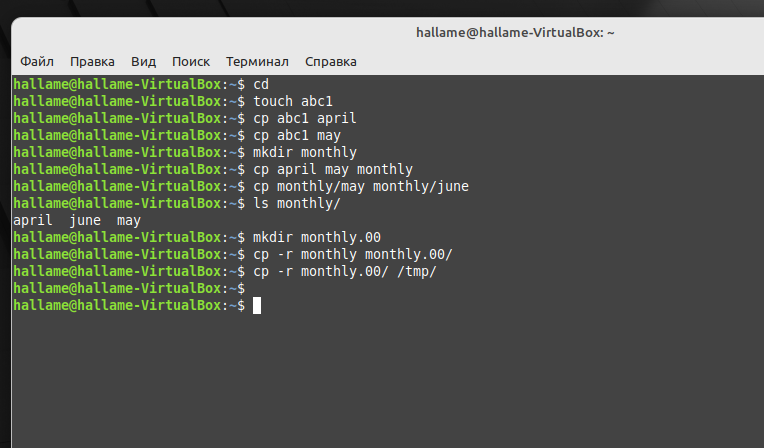 hallame@hallame-VirtualBox: ~
Файл Правка Вид Поиск Терминал Справка
hallame@hallame-VirtualBox:~$ cd
hallame@hallame-VirtualBox:~$ touch abc1
hallame@hallame-VirtualBox:~$ cp abc1 april
hallame@hallame-VirtualBox:~$ cp abc1 may
hallame@hallame-VirtualBox:~$ mkdir monthly
hallame@hallame-VirtualBox:~$ cp april may monthly
hallame@hallame-VirtualBox:~$ cp monthly/may monthly/june
hallame@hallame-VirtualBox:~$ ls monthly/
april  june  may
hallame@hallame-VirtualBox:~$ mkdir monthly.00
hallame@hallame-VirtualBox:~$ cp -r monthly monthly.00/
hallame@hallame-VirtualBox:~$ cp -r monthly.00/ /tmp/
hallame@hallame-VirtualBox:~$
hallame@hallame-VirtualBox:~$